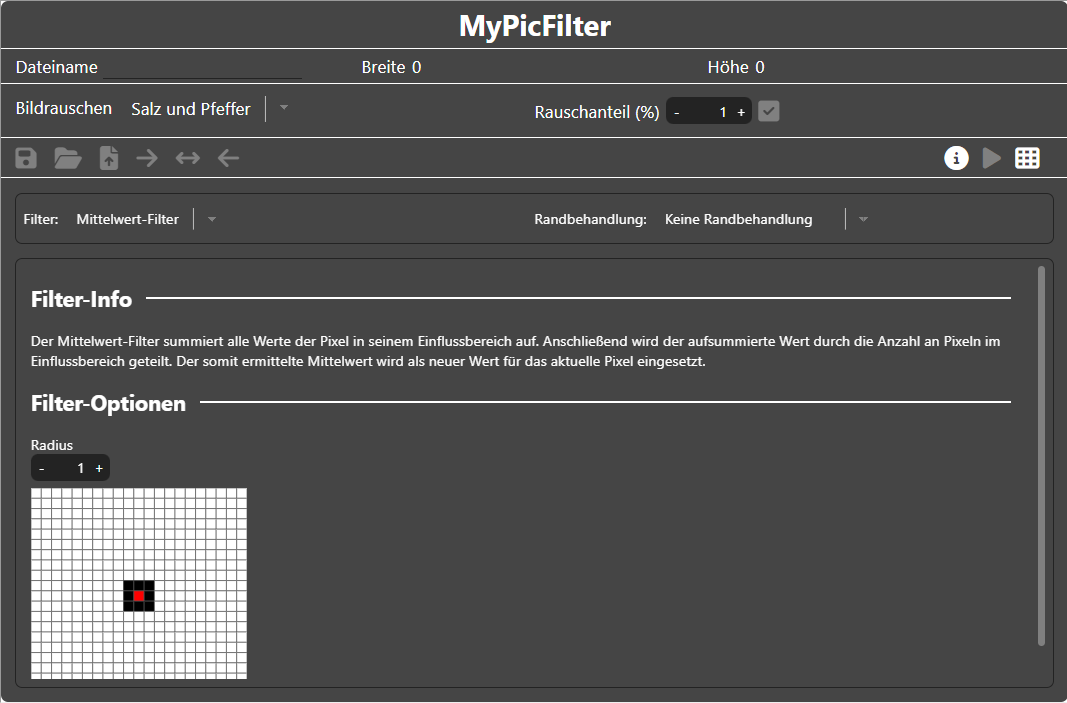 MyPicFilter
Dateiname Breite 0 Höhe 0
Bildrauschen Salz und Pfeffer Rauschanteil (%) - 1 +
Filter: Mittelwert-Filter Randbehandlung: Keine Randbehandlung
Filter-Info
Der Mittelwert-Filter summiert alle Werte der Pixel in seinem Einflussbereich auf. Anschließend wird der aufsummierte Wert durch die Anzahl an Pixeln im
Einflussbereich geteilt. Der somit ermittelte Mittelwert wird als neuer Wert für das aktuelle Pixel eingesetzt.
Filter-Optionen
Radius
- 1 +